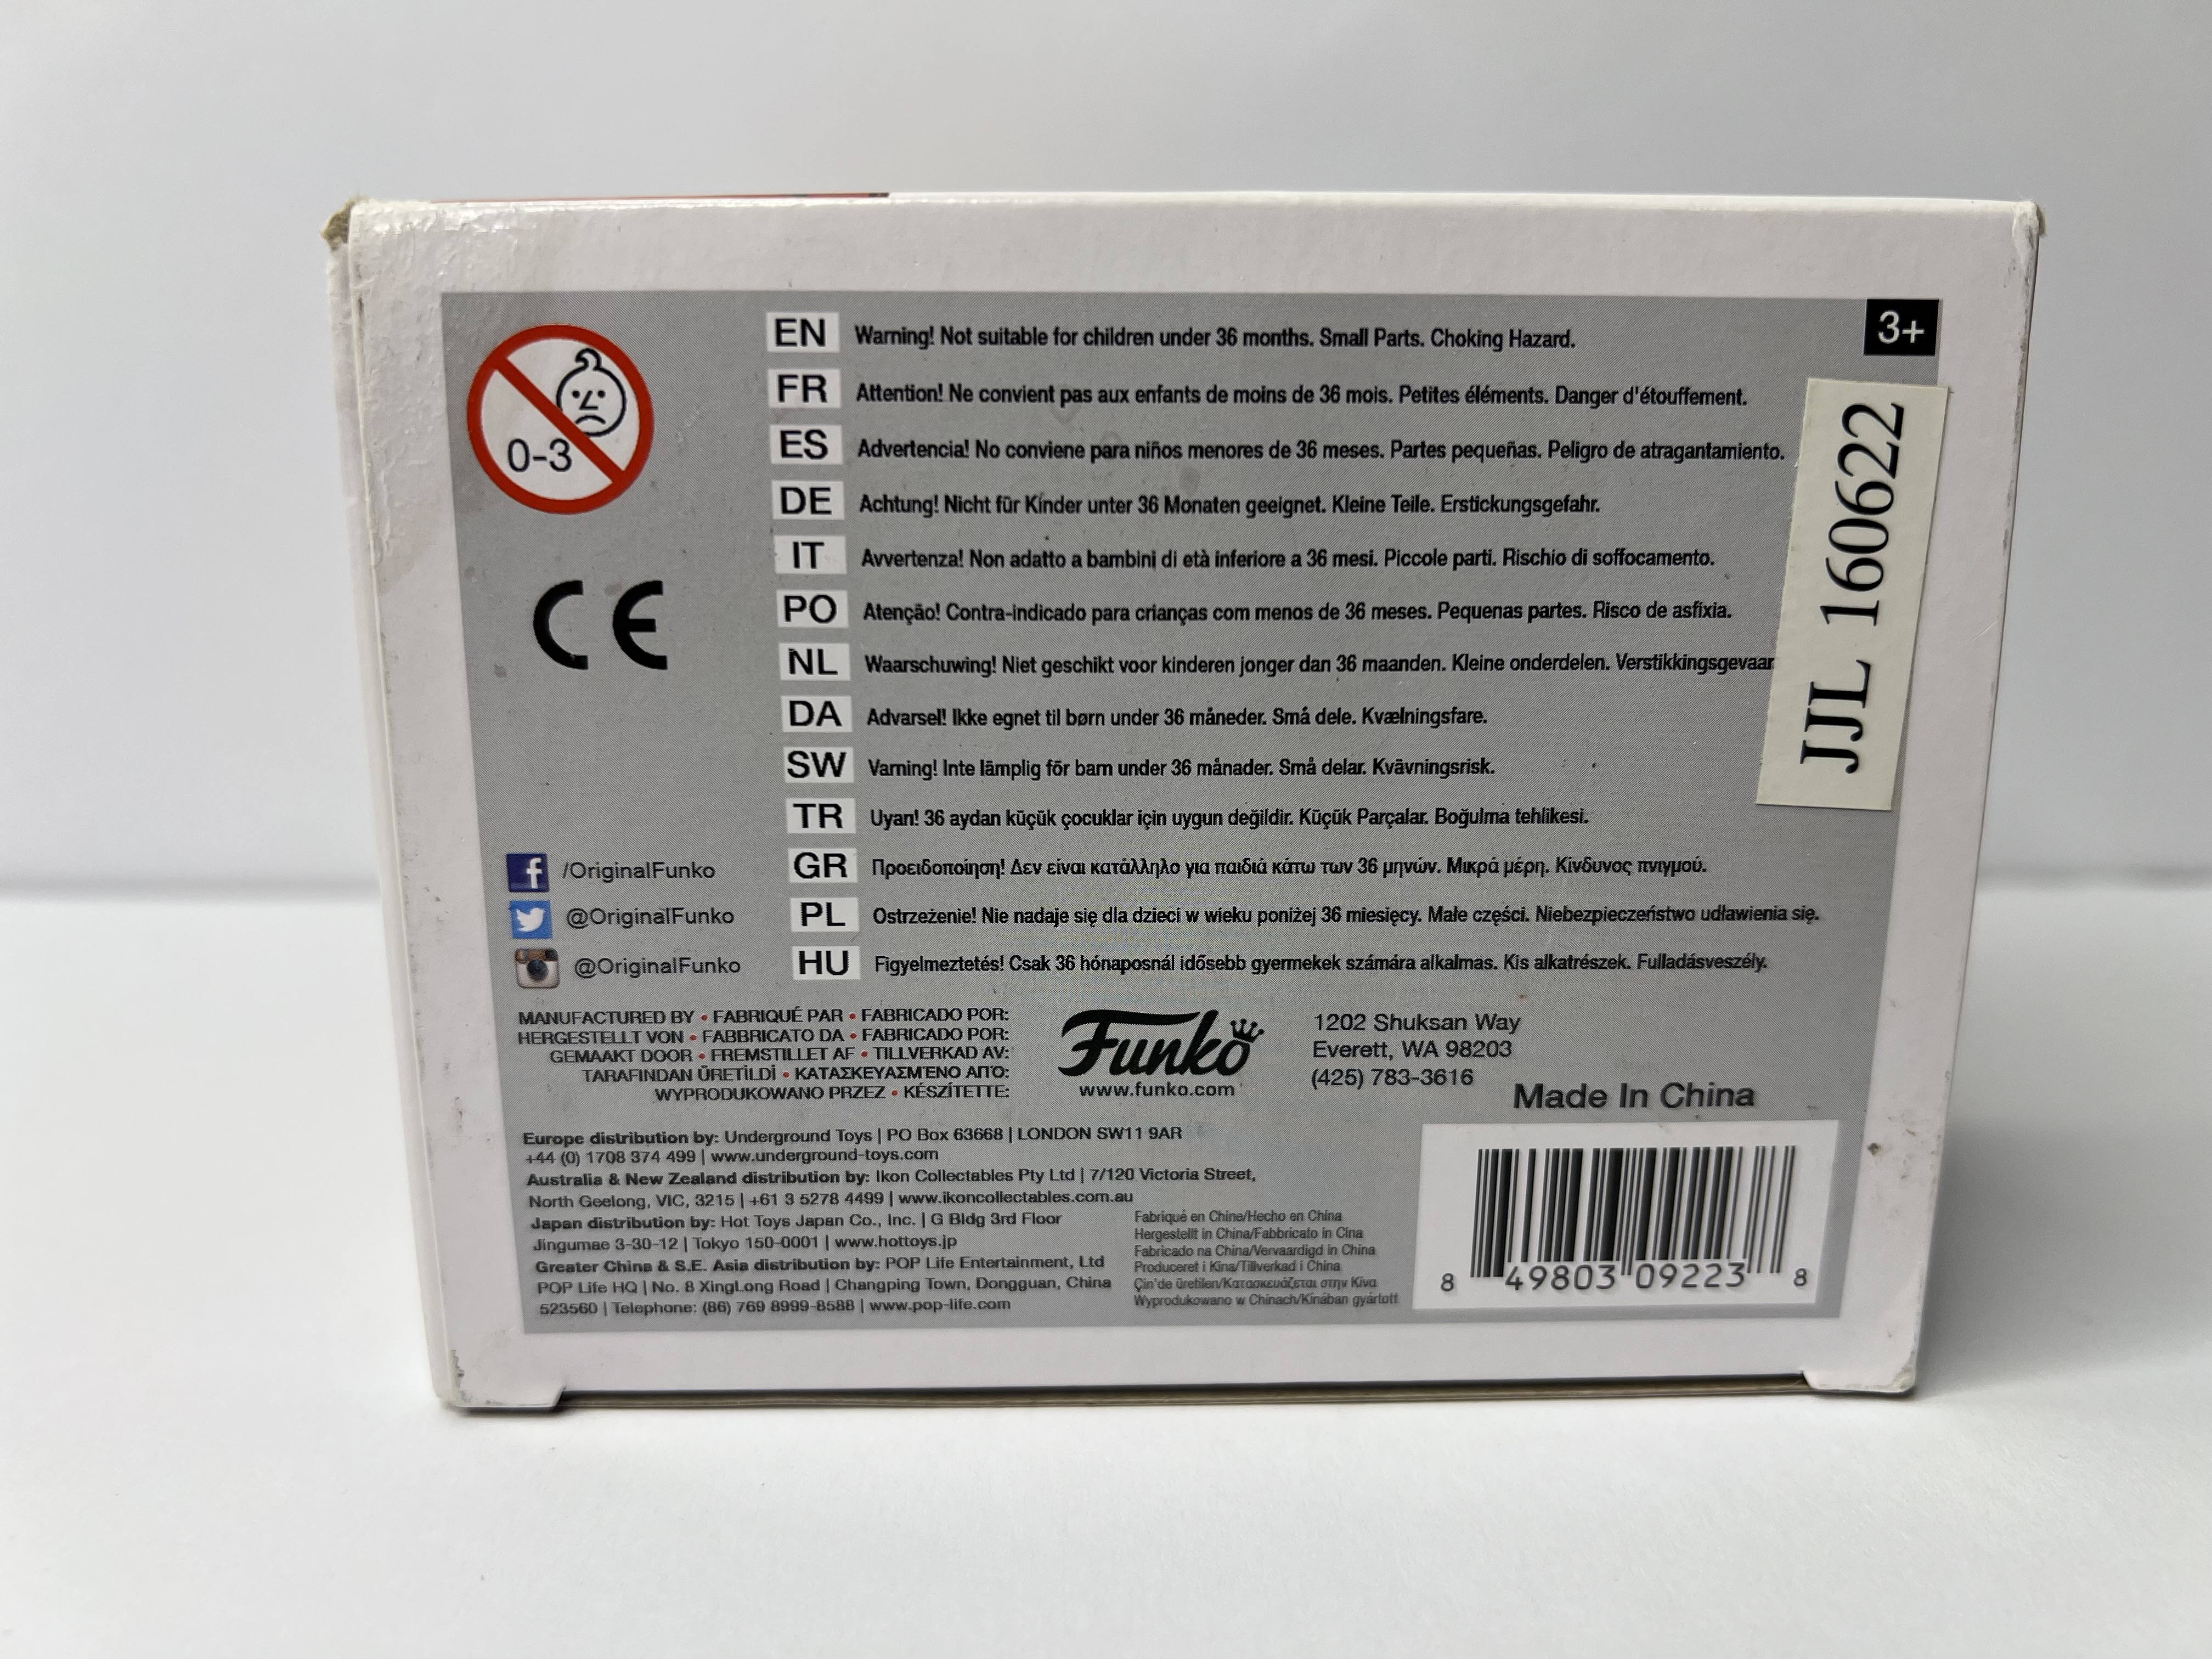 3+
0-3
EN Warning! Not suitable for children under 36 months. Small Parts. Choking Hazard.
FR Attention! Ne convient pas aux enfants de moins de 36 mois. Petites éléments. Danger d'étouffement.
ES Advertencia! No conviene para niños menores de 36 meses. Partes pequeñas. Peligro de atragantamiento.
DE Achtung! Nicht für Kinder unter 36 Monaten geeignet. Kleine Teile. Erstickungsgefahr.
IT Avvertenza! Non adatto a bambini di età inferiore a 36 mesi. Piccole parti. Rischio di soffocamento.
PO Atenção! Contra-indicado para crianças com menos de 36 meses. Pequenas partes. Risco de asfíxia.
NL Waarschuwing! Niet geschikt voor kinderen jonger dan 36 maanden. Kleine onderdelen. Verstikkingsgevaar
DA Advarsel! Ikke egnet til børn under 36 måneder. Små dele. Kvælningsfare.
SW Varning! Inte lämplig för barn under 36 månader. Små delar. Kvävningsrisk.
TR Uyarı! 36 aydan küçük çocuklar için uygun değildir. Küçük Parçalar. Boğulma tehlikesi.
GR Προειδοποίηση! Δεν είναι κατάλληλο για παιδιά κάτω των 36 μηνών. Μικρά μέρη. Κίνδυνος πνιγμού.
PL Ostrzeżenie! Nie nadaje się dla dzieci w wieku poniżej 36 miesięcy. Małe części. Niebezpieczeństwo udławienia się.
HU Figyelmeztetés! Csak 36 hónaposnál idősebb gyermekek számára alkalmas. Kis alkatrészek. Fulladásveszély.
JJL 160622
CE
f /OriginalFunko
@OriginalFunko
@OriginalFunko
MANUFACTURED BY • FABRIQUÉ PAR • FABRICADO POR:
HERGESTELLT VON • FABBRICATO DA • FABRICADO POR:
GEMAAKT DOOR • FREMSTILLET AF • TILLVERKAD AV:
TARAFINDAN ÜRETİLDİ • ΚΑΤΑΣΚΕΥΑΣΜΈΝΟ ΑΠΌ:
WYPRODUKOWANO PRZEZ • KÉSZÍTETTE:
Funko
www.funko.com
1202 Shuksan Way
Everett, WA 98203
(425) 783-3616
Made In China
Europe distribution by: Underground Toys | PO Box 63668 | LONDON SW11 9AR
+44 (0) 1708 374 499 | www.underground-toys.com
Australia & New Zealand distribution by: Ikon Collectables Pty Ltd | 7/120 Victoria Street,
North Geelong, VIC, 3215 | +61 3 5278 4499 | www.ikoncollectables.com.au
Japan distribution by: Hot Toys Japan Co., Inc. | G Bldg 3rd Floor
Jingumae 3-30-12 | Tokyo 150-0001 | www.hottoys.jp
Greater China & S.E. Asia distribution by: POP Life Entertainment, Ltd
POP Life HQ | No. 8 XingLong Road | Changping Town, Dongguan, China
523560 | Telephone: (86) 769 8999-8588 | www.pop-life.com
Fabriqué en Chine/Hecho en China
Hergestellt in China/Fabbricato in Cina
Fabricado na China/Vervaardigd in China
Produceret i Kina/Tillverkad i China
Çin'de üretilen/Κατασκευάζεται στην Κίνα
Wyprodukowano w Chinach/Kínában gyártott
8 49803 09223 8